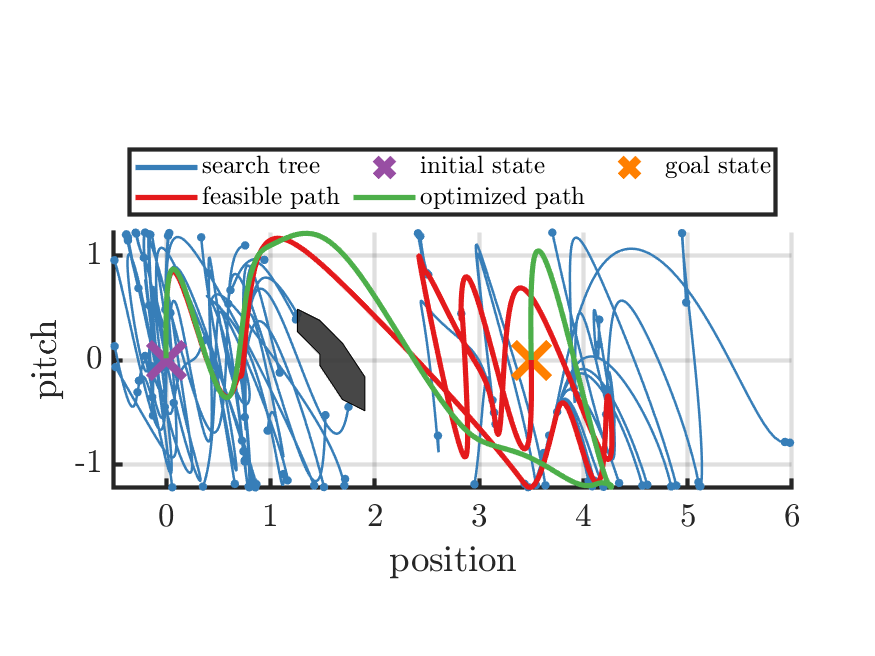 search tree initial state goal state
feasible path optimized path
1
0
-1
pitch
0 1 2 3 4 5 6
position